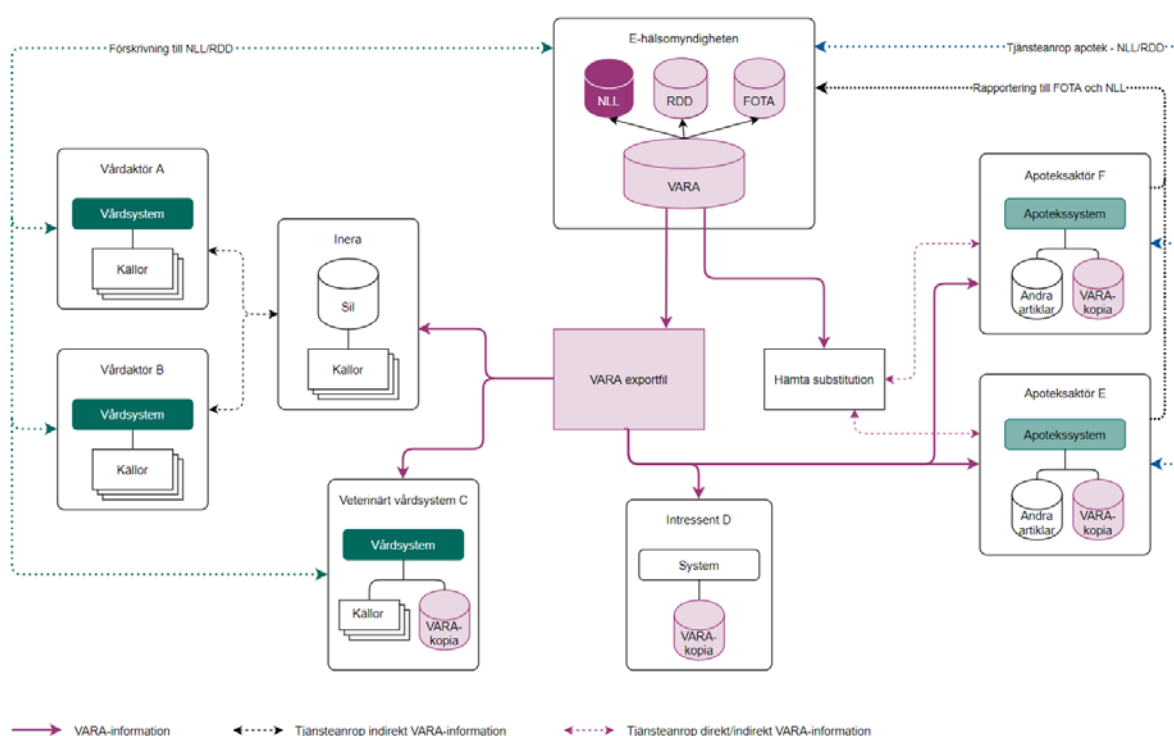 Förskrivning till NLL/RDD
E-hälsomyndigheten
NLL
RDD
FOTA
VARA
Tjänsteanrop apotek - NLL/RDD
Rapportering till FOTA och NLL
Vårdaktör A
Vårdsystem
Källor
Vårdaktör B
Vårdsystem
Källor
Inera
Sil
Källor
VARA exportfil
Hämta substitution
Apoteksaktör F
Apotekssystem
Andra
artiklar
VARA-
kopia
Apoteksaktör E
Apotekssystem
Andra
artiklar
VARA-
kopia
Veterinärt vårdsystem C
Vårdsystem
Källor
VARA-
kopia
Intressent D
System
VARA-
kopia
VARA-information
Tjänsteanrop indirekt VARA-information
Tjänsteanrop direkt/indirekt VARA-information